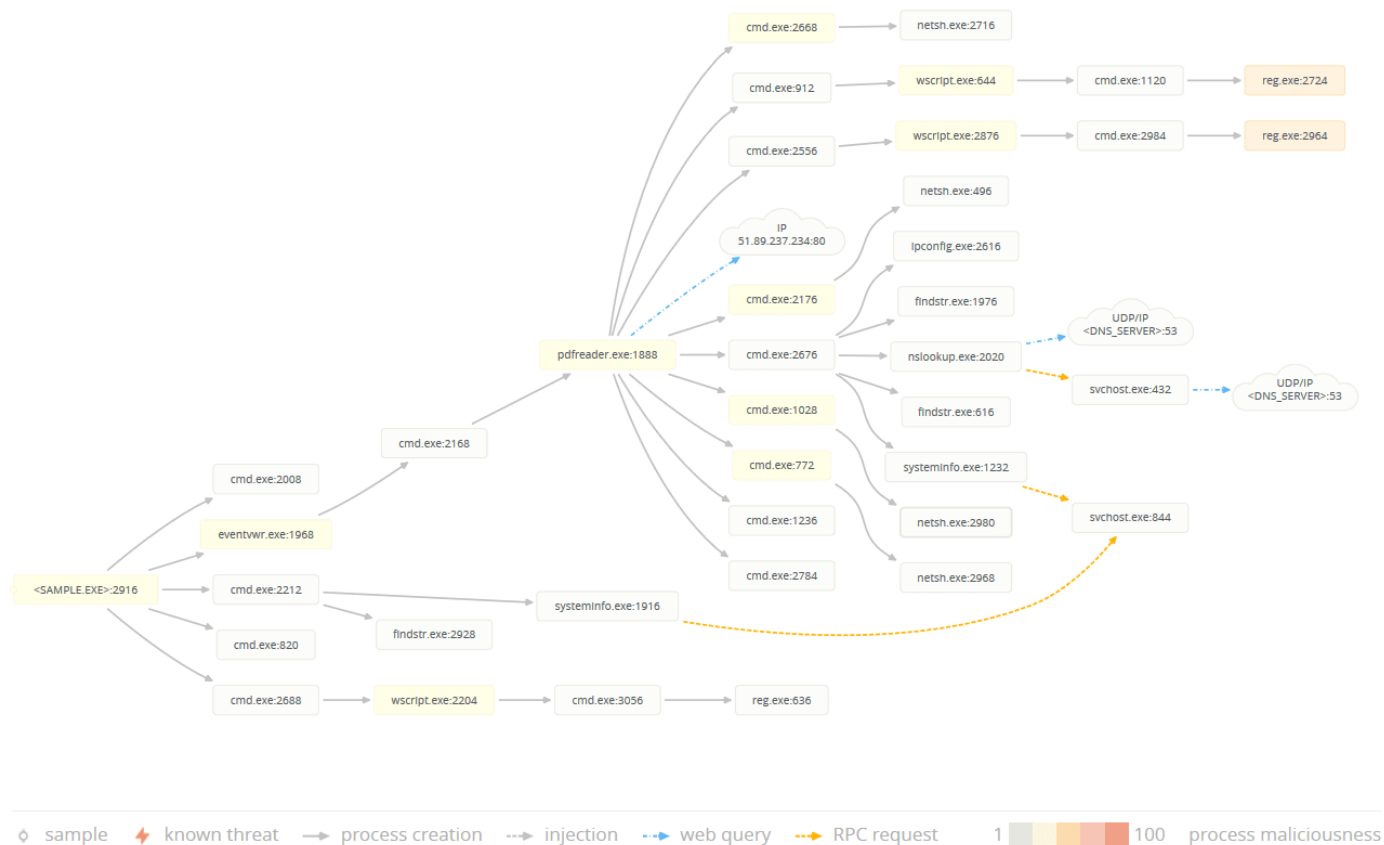 cmd.exe:2668
netsh.exe:2716
cmd.exe:912
wscript.exe:644
cmd.exe:1120
reg.exe:2724
cmd.exe:2556
wscript.exe:2876
cmd.exe:2984
reg.exe:2964
netsh.exe:496
IP
51.89.237.234:80
ipconfig.exe:2616
cmd.exe:2176
findstr.exe:1976
UDP/IP
<DNS_SERVER>:53
pdfreader.exe:1888
cmd.exe:2676
nslookup.exe:2020
svchost.exe:432
UDP/IP
<DNS_SERVER>:53
cmd.exe:1028
findstr.exe:616
cmd.exe:2168
cmd.exe:772
systeminfo.exe:1232
cmd.exe:2008
cmd.exe:1236
netsh.exe:2980
svchost.exe:844
eventvwr.exe:1968
cmd.exe:2784
netsh.exe:2968
<SAMPLE.EXE>:2916
cmd.exe:2212
systeminfo.exe:1916
findstr.exe:2928
cmd.exe:820
cmd.exe:2688
wscript.exe:2204
cmd.exe:3056
reg.exe:636
sample known threat process creation injection web query RPC request 1 100 process maliciousness